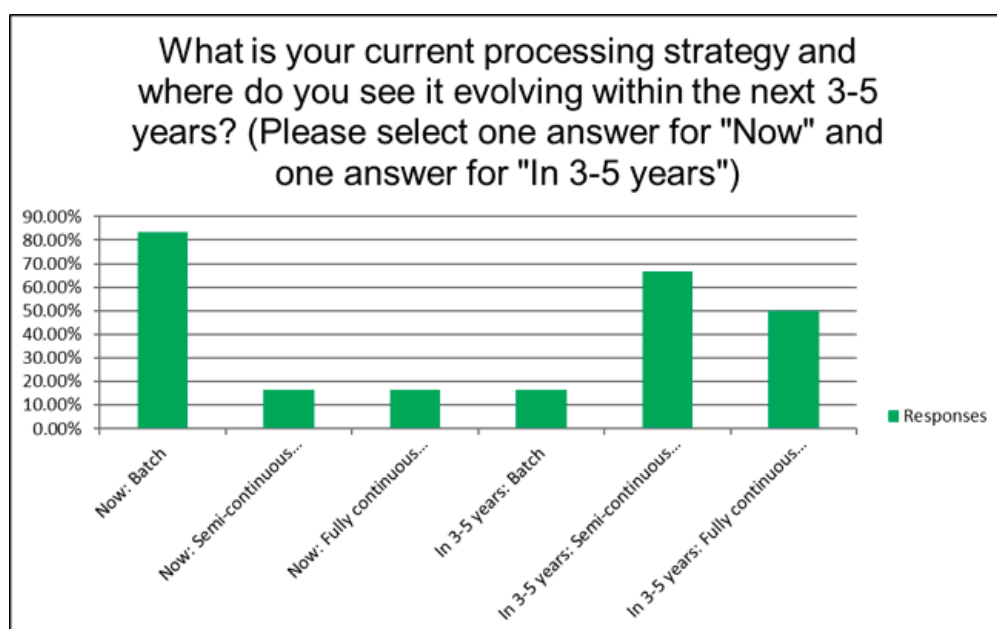 What is your current processing strategy and
where do you see it evolving within the next 3-5
years? (Please select one answer for "Now" and
one answer for "In 3-5 years")
90.00%
80.00%
70.00%
60.00%
50.00%
40.00%
30.00%
20.00%
10.00%
0.00%
Now: Batch
Now: Semi-continuous...
Now: Fully continuous...
In 3-5 years: Batch
In 3-5 years: Semi-continuous...
In 3-5 years: Fully continuous...
Responses